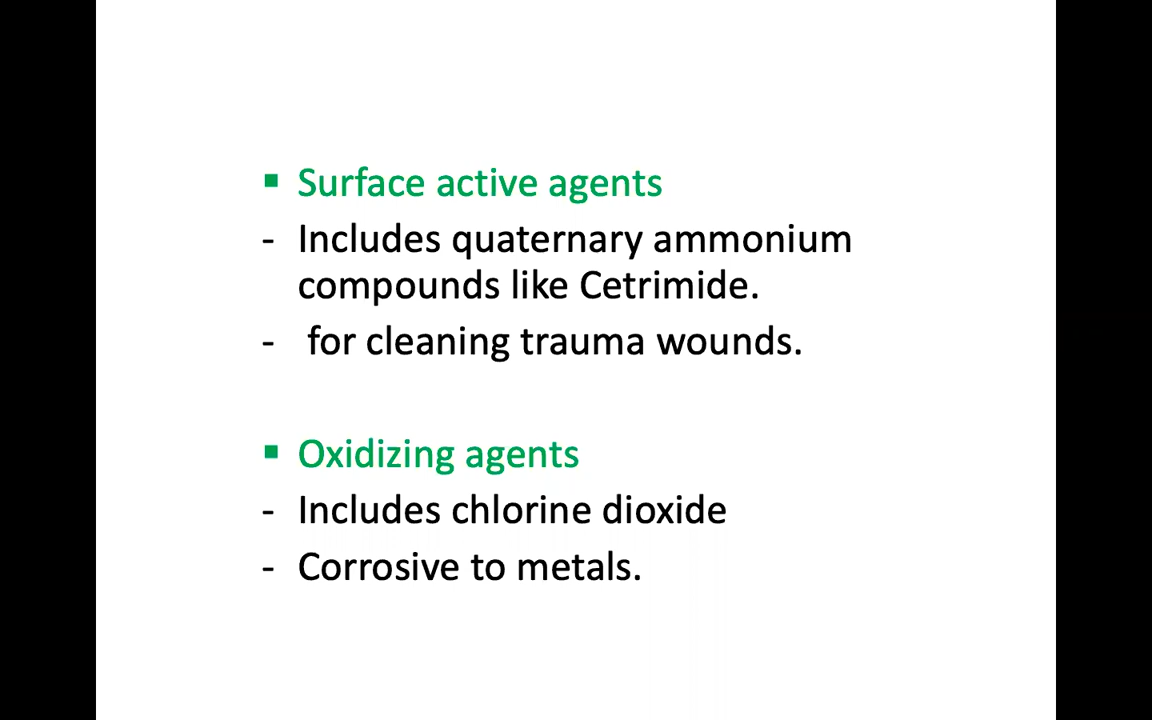 ▪ Surface active agents
- Includes quaternary ammonium
compounds like Cetrimide.
- for cleaning trauma wounds.
▪ Oxidizing agents
- Includes chlorine dioxide
- Corrosive to metals.